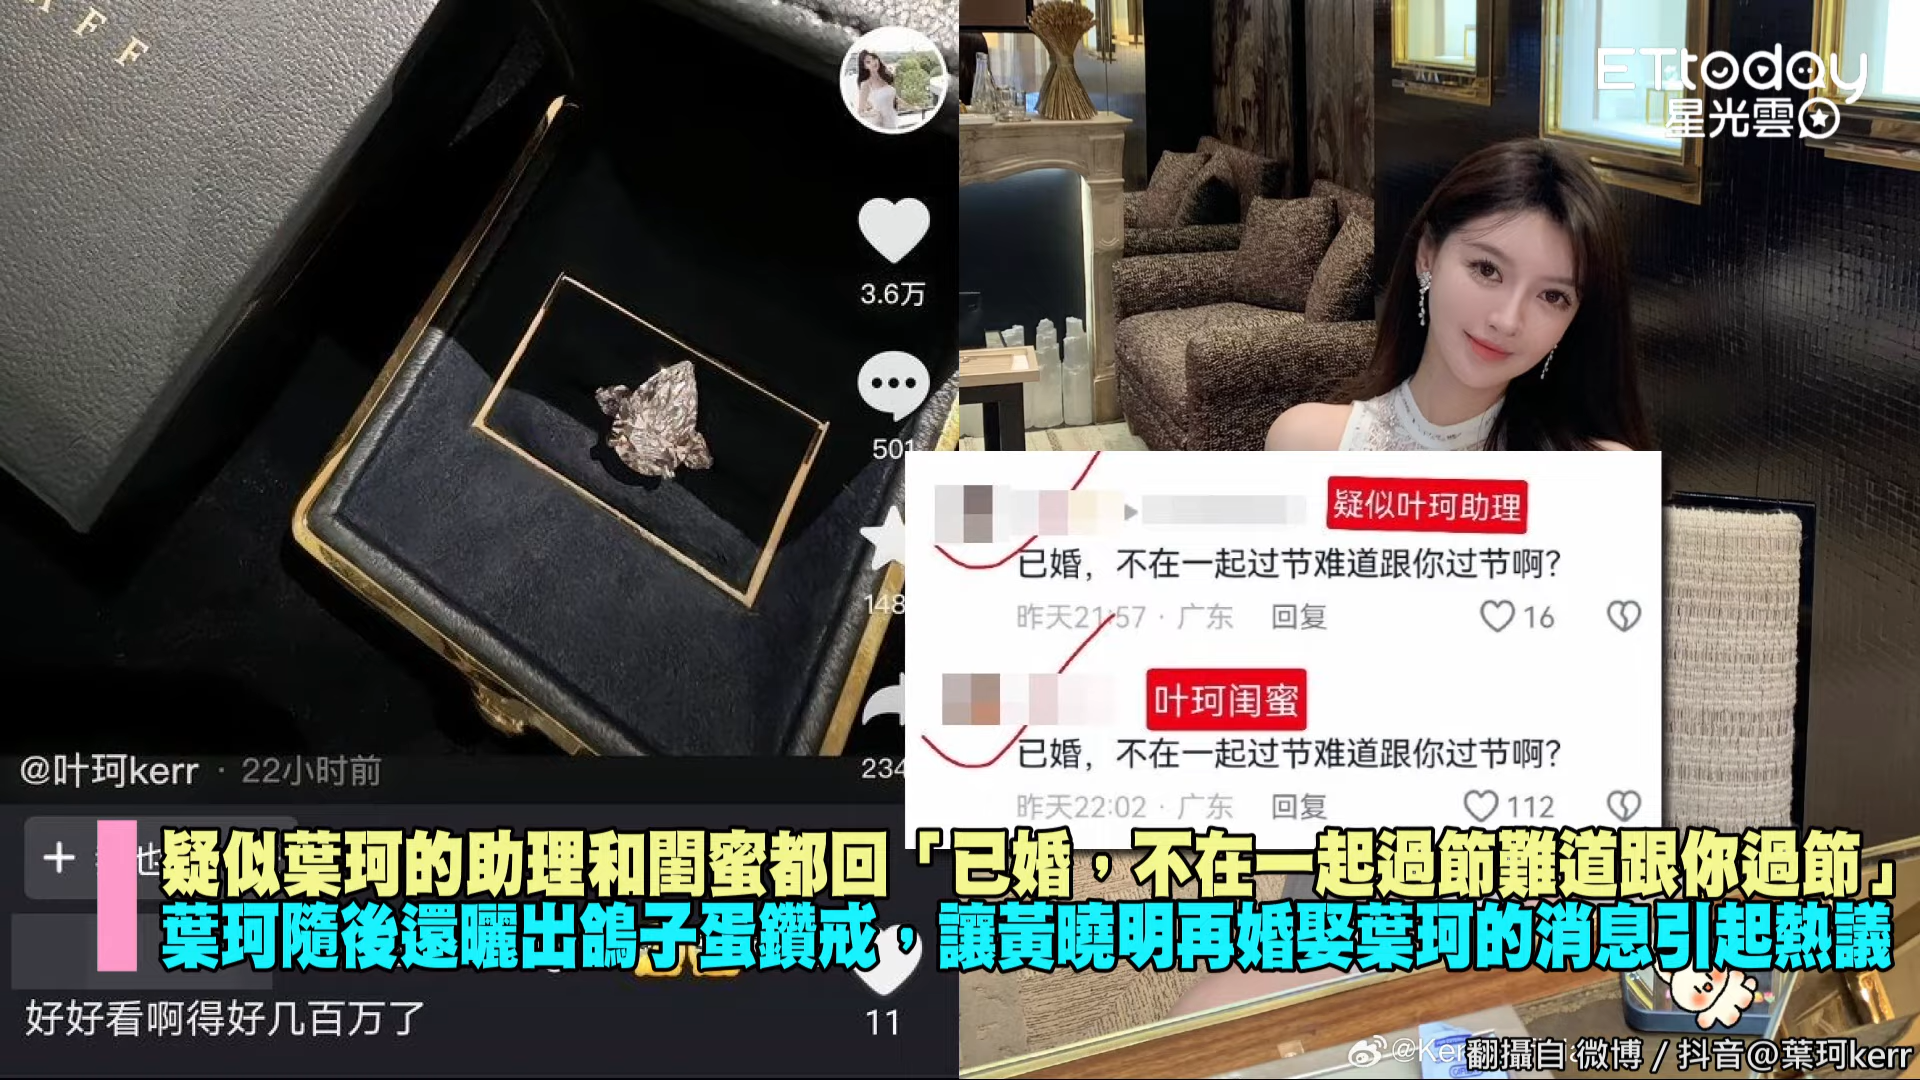 AFF
3.6万
501
148
234
@叶珂kerr · 22小时前
好好看啊得好几百万了
11
ETtoday
星光雲
疑似叶珂助理
已婚，不在一起过节难道跟你过节啊？
昨天21:57 · 广东 回复
16
叶珂闺蜜
已婚，不在一起过节难道跟你过节啊？
昨天22:02 · 广东 回复
112
疑似葉珂的助理和閨蜜都回「已婚，不在一起過節難道跟你過節」
葉珂隨後還曬出鴿子蛋鑽戒，讓黃曉明再婚娶葉珂的消息引起熱議
翻攝自 微博 / 抖音@葉珂kerr